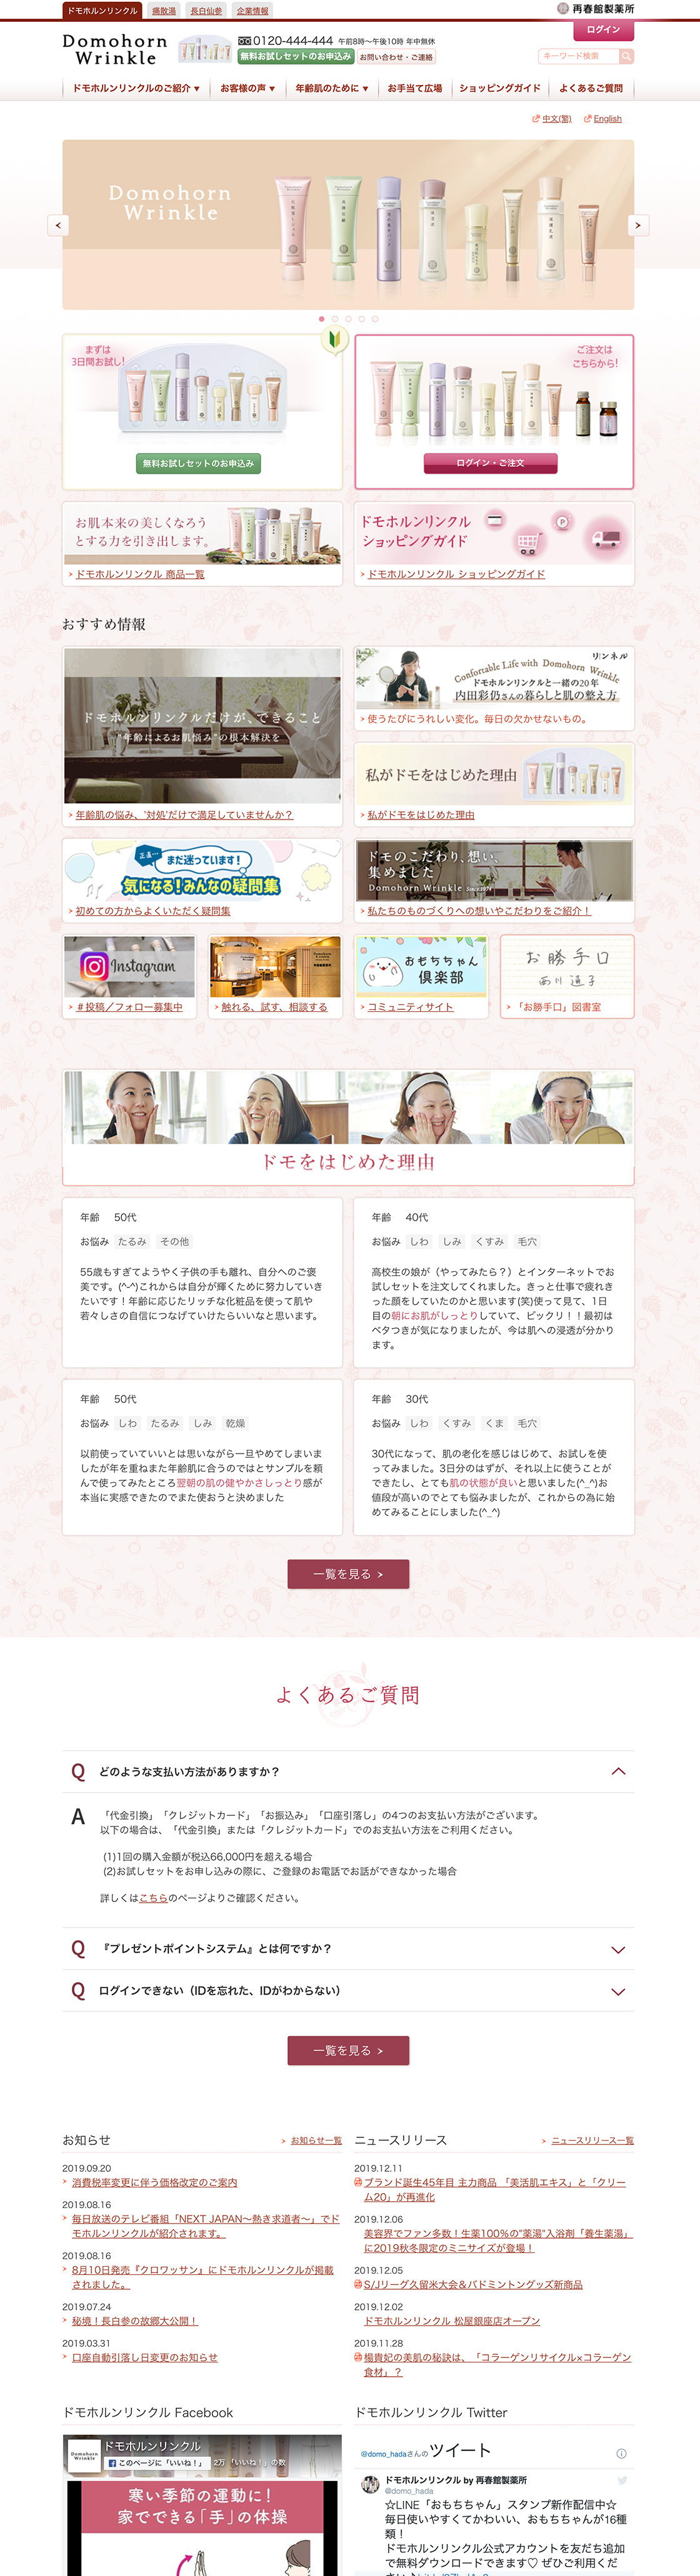 ドモホルンリンクル 痛散湯 長白仙参 企業情報
再春館製薬所
ログイン
Domohorn
Wrinkle
0120-444-444 午前8時〜午後10時 年中無休
無料お試しセットのお申込み お問い合わせ・ご連絡
キーワード検索
ドモホルンリンクルのご紹介 ▼ お客様の声 ▼ 年齢肌のために ▼ お手当て広場 ショッピングガイド よくあるご質問
中文(繁) English
Domohorn
Wrinkle
まずは
3日間お試し!
無料お試しセットのお申込み
ご注文は
こちらから!
ログイン・ご注文
お肌本来の美しくなろう
とする力を引き出します。
ドモホルンリンクル 商品一覧
ドモホルンリンクル
ショッピングガイド
ドモホルンリンクル ショッピングガイド
おすすめ情報
ドモホルンリンクルだけが、できること
"年齢によるお肌悩み"の根本解決を
年齢肌の悩み、'対処'だけで満足していませんか？
リンネル
Confortable Life with Domohorn Wrinkle
ドモホルンリンクルと一緒の20年
内田彩仍さんの暮らしと肌の整え方
使うたびにうれしい変化。毎日の欠かせないもの。
私がドモをはじめた理由
私がドモをはじめた理由
正直…
まだ迷っています!
気になる!みんなの疑問集
初めての方からよくいただく疑問集
ドモのこだわり、想い、
集めました
Domohorn Wrinkle Since1974
私たちのものづくりへの想いやこだわりをご紹介！
Instagram
＃投稿／フォロー募集中
触れる、試す、相談する
おもちちゃん
倶楽部
コミュニティサイト
お勝手口
西川通子
「お勝手口」図書室
ドモをはじめた理由
年齢 50代
お悩み たるみ その他
55歳もすぎてようやく子供の手も離れ、自分へのご褒
美です。(^-^)これからは自分が輝くために努力していき
たいです！年齢に応じたリッチな化粧品を使って肌や
若々しさの自信につなげていけたらいいなと思います。
年齢 40代
お悩み しわ しみ くすみ 毛穴
高校生の娘が（やってみたら？）とインターネットでお
試しセットを注文してくれました。きっと仕事で疲れき
った顔をしていたのかと思います(笑)使って見て、1日
目の朝にお肌がしっとりしていて、ビックリ！！最初は
ベタつきが気になりましたが、今は肌への浸透が分かり
ます。
年齢 50代
お悩み しわ たるみ しみ 乾燥
以前使っていていいとは思いながら一旦やめてしまいま
したが年を重ねまた年齢肌に合うのではとサンプルを頼
んで使ってみたところ翌朝の肌の健やかさしっとり感が
本当に実感できたのでまた使おうと決めました
年齢 30代
お悩み しわ くすみ くま 毛穴
30代になって、肌の老化を感じはじめて、お試しを使
ってみました。3日分のはずが、それ以上に使うことが
できたし、とても肌の状態が良いと思いました(^_^)お
値段が高いのでとても悩みましたが、これからの為に始
めてみることにしました(^_^)
一覧を見る >
よくあるご質問
Q どのような支払い方法がありますか？
A 「代金引換」「クレジットカード」「お振込み」「口座引落し」の4つのお支払い方法がございます。
以下の場合は、「代金引換」または「クレジットカード」でのお支払い方法をご利用ください。
(1)1回の購入金額が税込66,000円を超える場合
(2)お試しセットをお申し込みの際に、ご登録のお電話でお話ができなかった場合
詳しくはこちらのページよりご確認ください。
Q 『プレゼントポイントシステム』とは何ですか？
Q ログインできない（IDを忘れた、IDがわからない）
一覧を見る >
お知らせ お知らせ一覧
2019.09.20
消費税率変更に伴う価格改定のご案内
2019.08.16
毎日放送のテレビ番組「NEXT JAPAN〜熱き求道者〜」でド
モホルンリンクルが紹介されます。
2019.08.16
8月10日発売『クロワッサン』にドモホルンリンクルが掲載
されました。
2019.07.24
秘境！長白参の故郷大公開！
2019.03.31
口座自動引落し日変更のお知らせ
ニュースリリース ニュースリリース一覧
2019.12.11
ブランド誕生45年目 主力商品 「美活肌エキス」と「クリー
ム20」が再進化
2019.12.06
美容界でファン多数！生薬100%の"薬湯"入浴剤「養生薬湯」
に2019秋冬限定のミニサイズが登場！
2019.12.05
S/Jリーグ久留米大会＆バドミントングッズ新商品
2019.12.02
ドモホルンリンクル 松屋銀座店オープン
2019.11.28
楊貴妃の美肌の秘訣は、「コラーゲンリサイクル×コラーゲン
食材」？
ドモホルンリンクル Facebook
Domohorn
Wrinkle
ドモホルンリンクル
このページに「いいね！」 2万 「いいね！」の数
寒い季節の運動に!
家でできる「手」の体操
ドモホルンリンクル Twitter
@domo_hadaさんのツイート
ドモホルンリンクル by 再春館製薬所
@domo_hada
☆LINE「おもちちゃん」スタンプ新作配信中☆
毎日使いやすくてかわいい、おもちちゃんが16種
類！
ドモホルンリンクル公式アカウントを友だち追加
で無料ダウンロードできます♡ ぜひご利用くだ